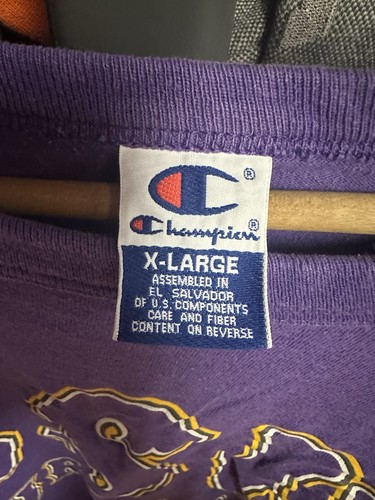 ®
Champion®
X-LARGE
ASSEMBLED IN
EL SALVADOR
OF U.S. COMPONENTS
CARE AND FIBER
CONTENT ON REVERSE